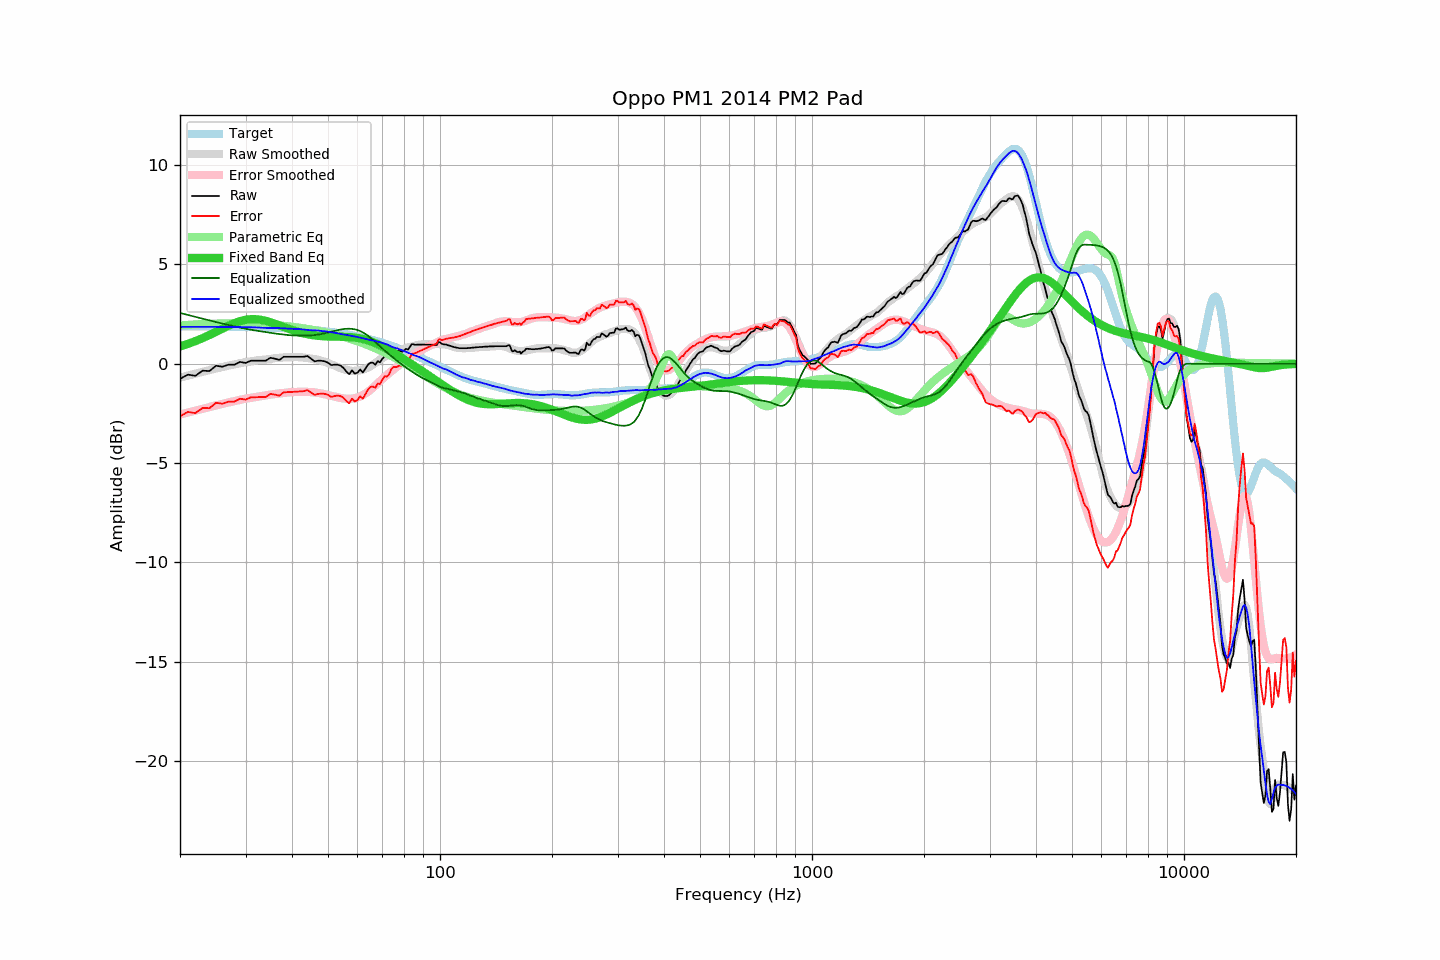 Oppo PM1 2014 PM2 Pad
Target
Raw Smoothed
Error Smoothed
Raw
Error
Parametric Eq
Fixed Band Eq
Equalization
Equalized smoothed
10
5
0
−5
−10
−15
−20
Amplitude (dBr)
100
1000
10000
Frequency (Hz)